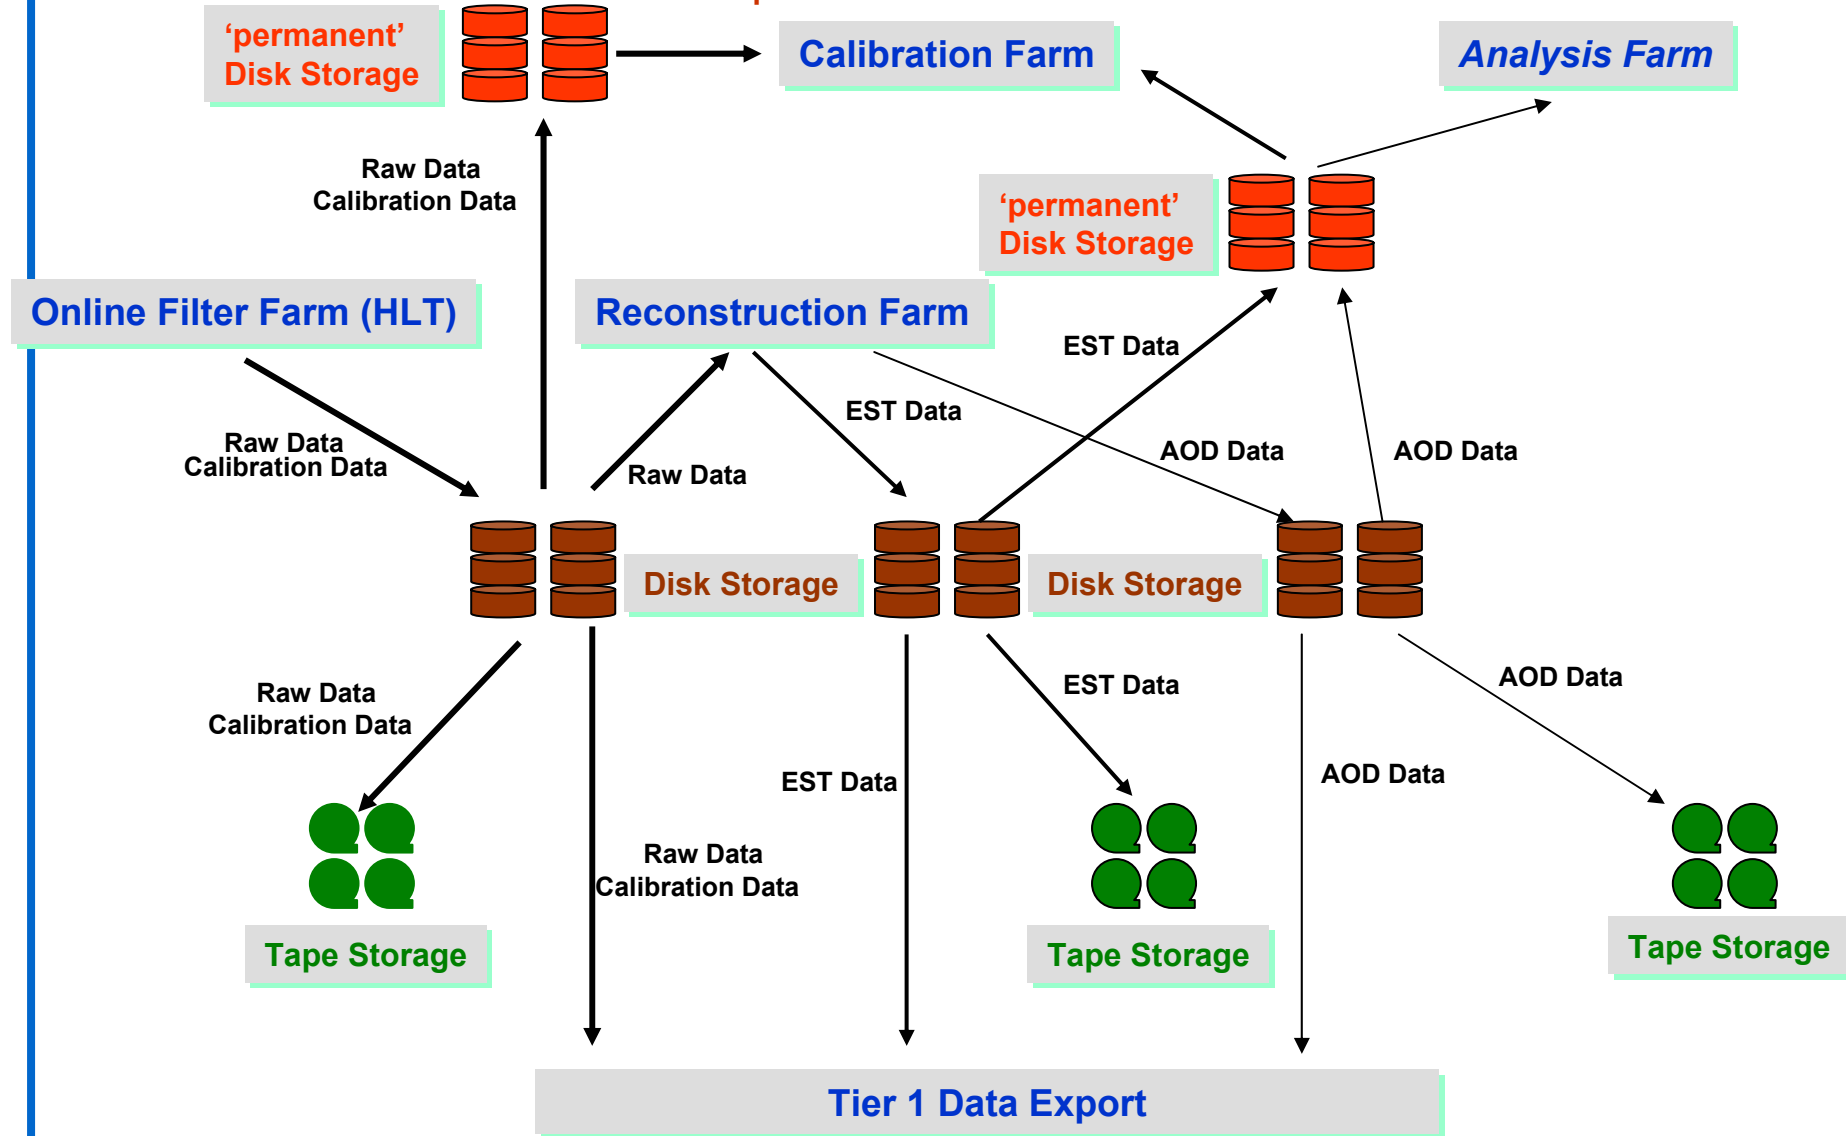 ‘permanent’
Disk Storage
Calibration Farm
Analysis Farm
Raw Data
Calibration Data
‘permanent’
Disk Storage
Online Filter Farm (HLT)
Reconstruction Farm
EST Data
EST Data
Raw Data
Calibration Data
Raw Data
AOD Data
AOD Data
Disk Storage
Disk Storage
Raw Data
Calibration Data
EST Data
AOD Data
EST Data
AOD Data
Raw Data
Calibration Data
Tape Storage
Tape Storage
Tape Storage
Tier 1 Data Export